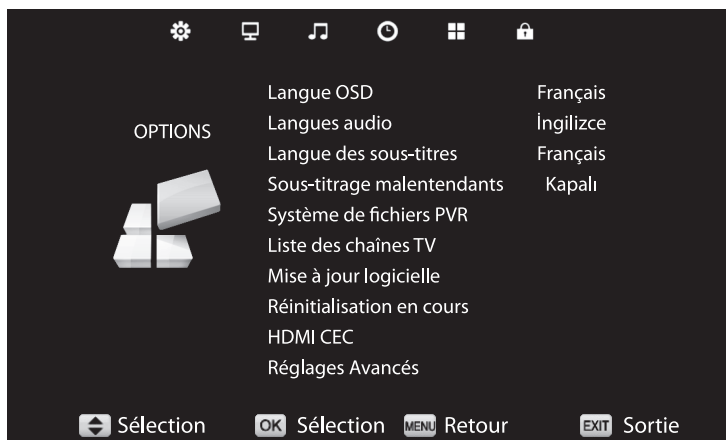 OPTIONS
Langue OSD Français
Langues audio İngilizce
Langue des sous-titres Français
Sous-titrage malentendants Kapalı
Système de fichiers PVR
Liste des chaînes TV
Mise à jour logicielle
Réinitialisation en cours
HDMI CEC
Réglages Avancés
Sélection OK Sélection MENU Retour EXIT Sortie